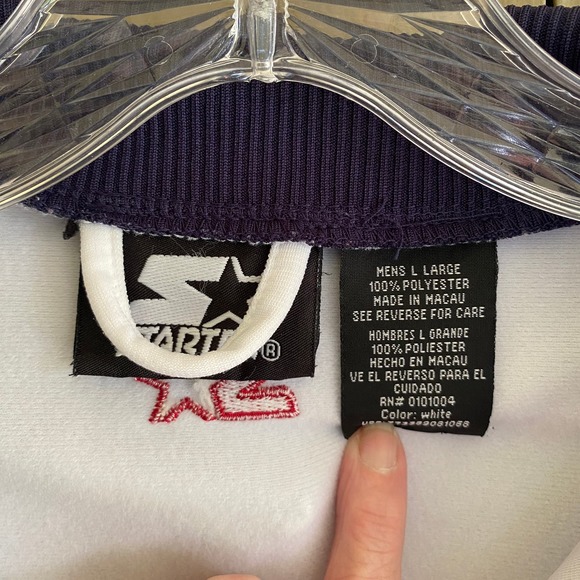 STARTER®
MENS L LARGE
100% POLYESTER
MADE IN MACAU
SEE REVERSE FOR CARE
HOMBRES L GRANDE
100% POLIESTER
HECHO EN MACAU
VE EL REVERSO PARA EL
CUIDADO
RN# 0101004
Color: white